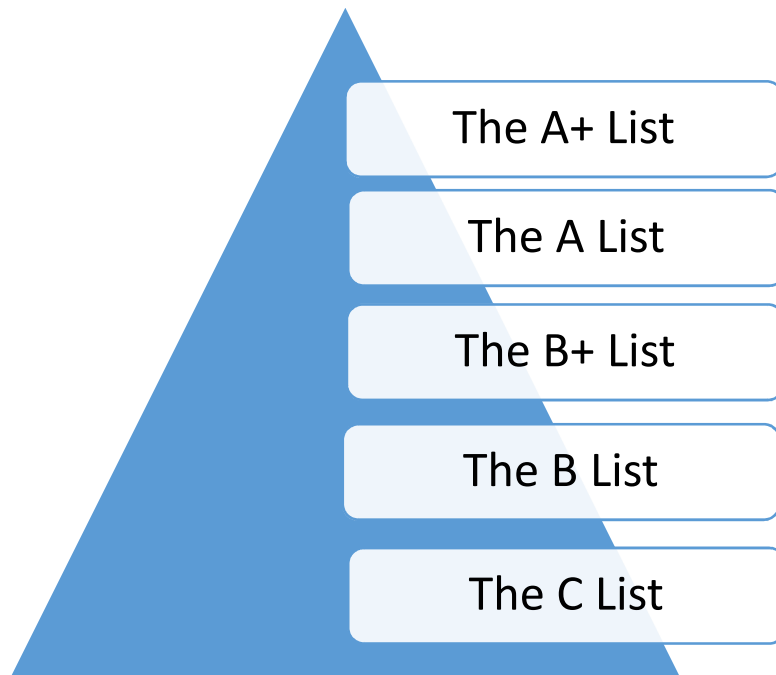 The A+ List
The A List
The B+ List
The B List
The C List